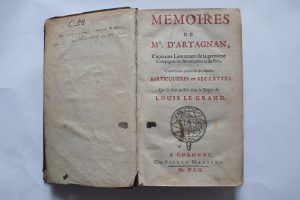 C.88
MEMOIRES
DE
Mr. D'ARTAGNAN,
Capitaine Lieutenant de la premiere
Compagnie des Mousquetaires du Roi,
Contenant quantité de choses
PARTICULIERES ET SECRETTES
Qui se sont passées sous le Regne de
LOUIS LE GRAND.
A COLOGNE,
Chez PIERRE MARTEAU,
M. DCC.